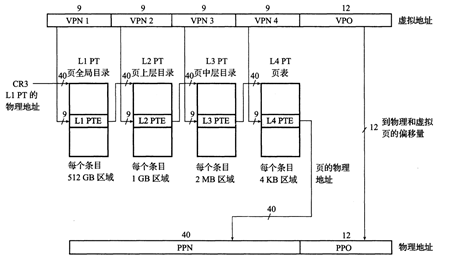 9 9 9 9 12
VPN 1 VPN 2 VPN 3 VPN 4 VPO 虚拟地址
L1 PT L2 PT L3 PT L4 PT
页全局目录 页上层目录 页中层目录 页表
CR3 40 40 40 40
L1 PT 的
物理地址
9 9 9 9
L1 PTE L2 PTE L3 PTE L4 PTE
12 到物理和虚拟
页的偏移量
每个条目 每个条目 每个条目 每个条目 页的物理
512 GB 区域 1 GB 区域 2 MB 区域 4 KB 区域 地址
40
40 12
PPN PPO 物理地址